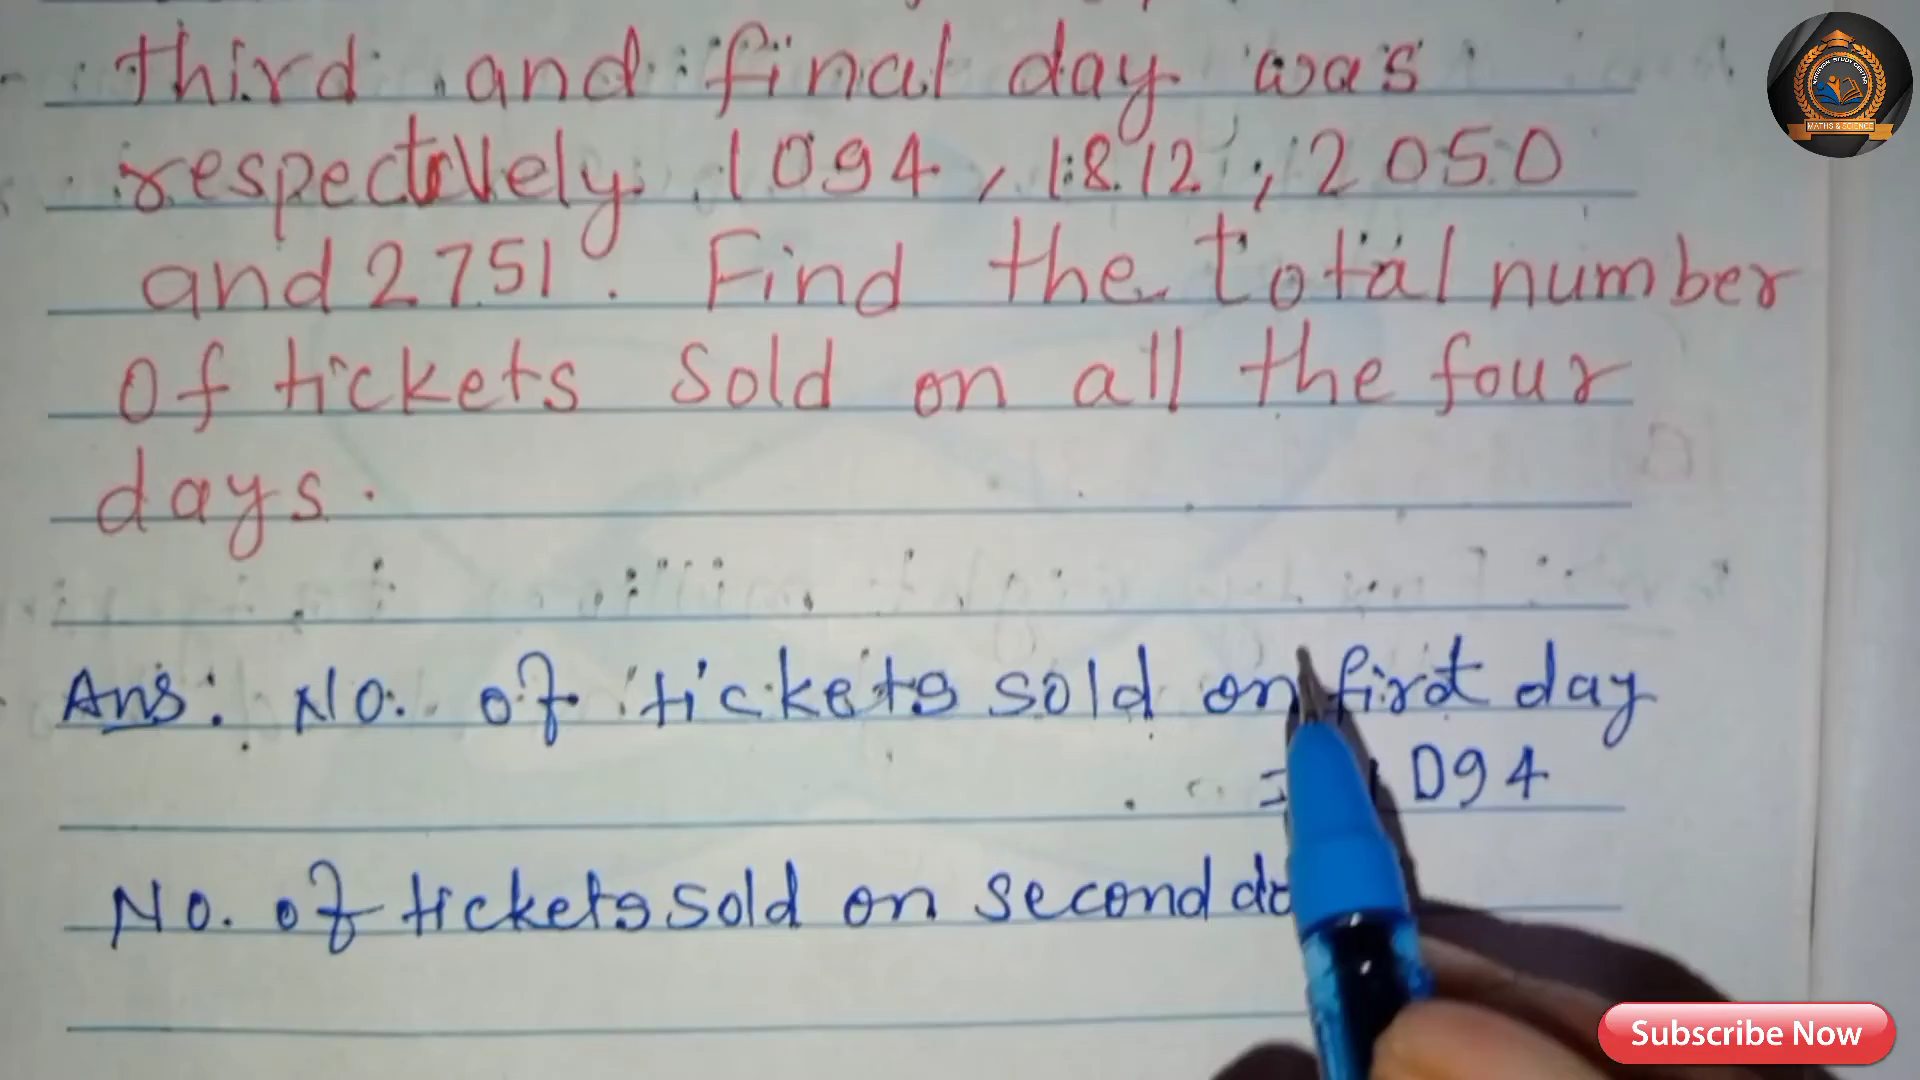 third and final day was
respectively 1094, 1812, 2050
and 2751. Find the total number
of tickets sold on all the four
days.
Ans: No. of tickets sold on first day
094
No. of tickets sold on second da
MATHS & SCIENCE
Subscribe Now